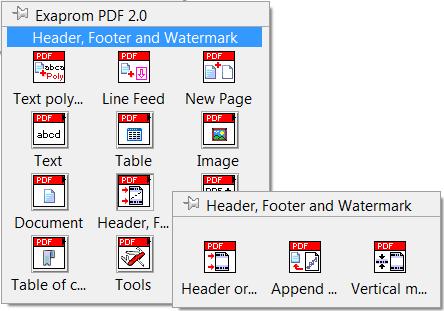 Exaprom PDF 2.0
Header, Footer and Watermark
PDF PDF PDF
abcd Poly
Text poly... Line Feed New Page
PDF PDF PDF
abcd
Text Table Image
PDF PDF PDF
Document Header, F...
PDF PDF
Table of c... Tools
Header, Footer and Watermark
PDF PDF PDF
Header or... Append ... Vertical m...